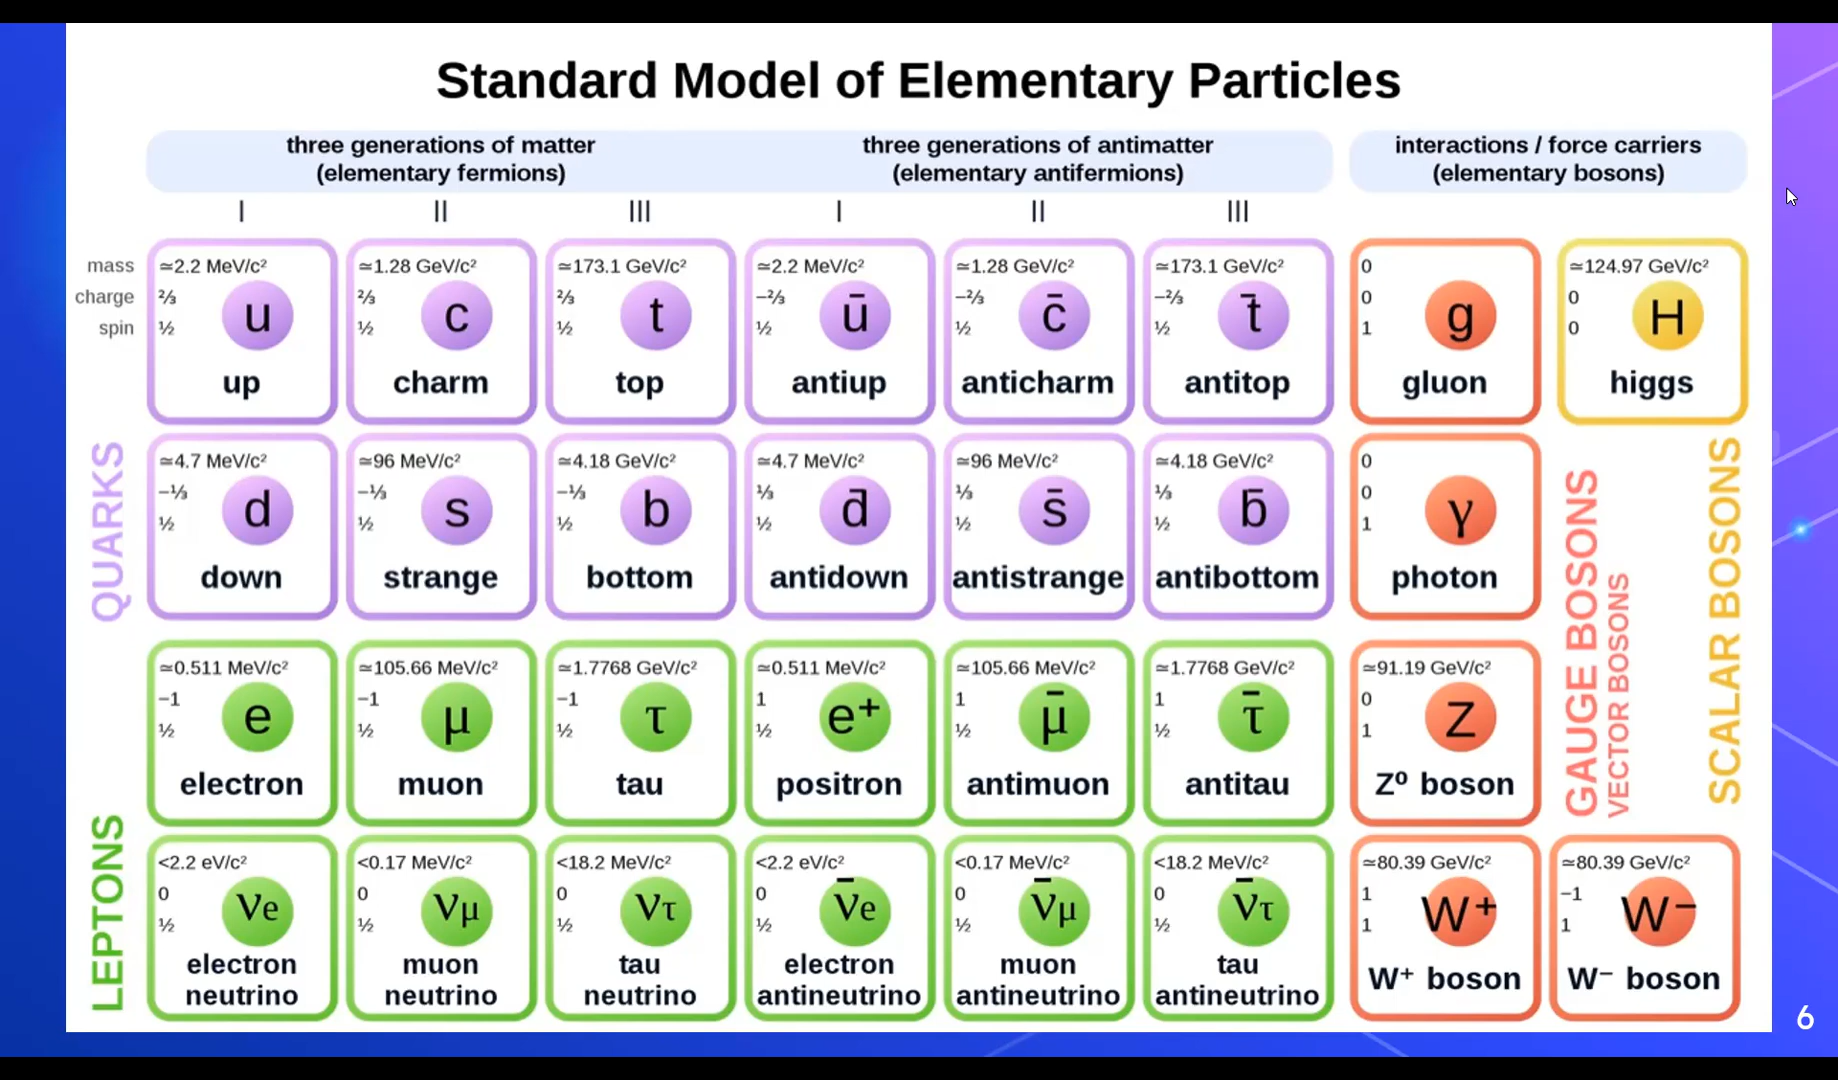 Standard Model of Elementary Particles
three generations of matter
(elementary fermions)
three generations of antimatter
(elementary antifermions)
interactions / force carriers
(elementary bosons)
I
II
III
I
II
III
mass
charge
spin
≃2.2 MeV/c²
⅔
½
u
up
≃1.28 GeV/c²
⅔
½
c
charm
≃173.1 GeV/c²
⅔
½
t
top
≃2.2 MeV/c²
−⅔
½
ū
antiup
≃1.28 GeV/c²
−⅔
½
c̄
anticharm
≃173.1 GeV/c²
−⅔
½
t̄
antitop
0
0
1
g
gluon
≃124.97 GeV/c²
0
0
H
higgs
QUARKS
≃4.7 MeV/c²
−⅓
½
d
down
≃96 MeV/c²
−⅓
½
s
strange
≃4.18 GeV/c²
−⅓
½
b
bottom
≃4.7 MeV/c²
⅓
½
d̄
antidown
≃96 MeV/c²
⅓
½
s̄
antistrange
≃4.18 GeV/c²
⅓
½
b̄
antibottom
0
0
1
γ
photon
≃0.511 MeV/c²
−1
½
e
electron
≃105.66 MeV/c²
−1
½
μ
muon
≃1.7768 GeV/c²
−1
½
τ
tau
≃0.511 MeV/c²
1
½
e⁺
positron
≃105.66 MeV/c²
1
½
μ̄
antimuon
≃1.7768 GeV/c²
1
½
τ̄
antitau
≃91.19 GeV/c²
0
1
Z
Z⁰ boson
GAUGE BOSONS
VECTOR BOSONS
SCALAR BOSONS
LEPTONS
<2.2 eV/c²
0
½
νe
electron
neutrino
<0.17 MeV/c²
0
½
νμ
muon
neutrino
<18.2 MeV/c²
0
½
ντ
tau
neutrino
<2.2 eV/c²
0
½
ν̄e
electron
antineutrino
<0.17 MeV/c²
0
½
ν̄μ
muon
antineutrino
<18.2 MeV/c²
0
½
ν̄τ
tau
antineutrino
≃80.39 GeV/c²
1
1
W⁺
W⁺ boson
≃80.39 GeV/c²
−1
1
W⁻
W⁻ boson
6